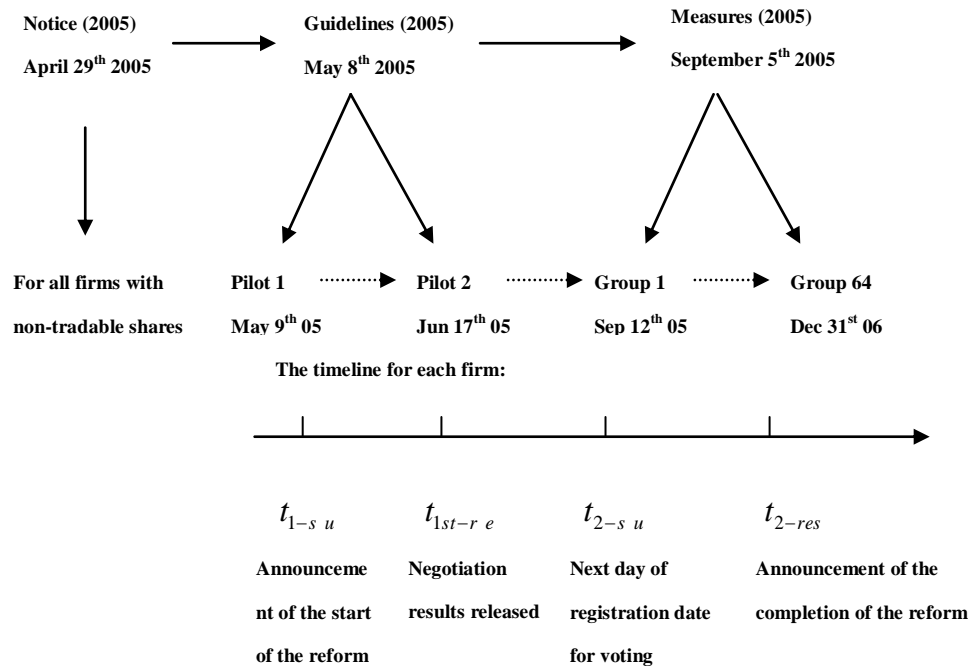 Notice (2005)
April 29th 2005
Guidelines (2005)
May 8th 2005
Measures (2005)
September 5th 2005
For all firms with
non-tradable shares
Pilot 1
May 9th 05
Pilot 2
Jun 17th 05
Group 1
Sep 12th 05
Group 64
Dec 31st 06
The timeline for each firm:
t1-s u
t1st-r e
t2-s u
t2-res
Announceme
nt of the start
of the reform
Negotiation
results released
Next day of
registration date
for voting
Announcement of the
completion of the reform